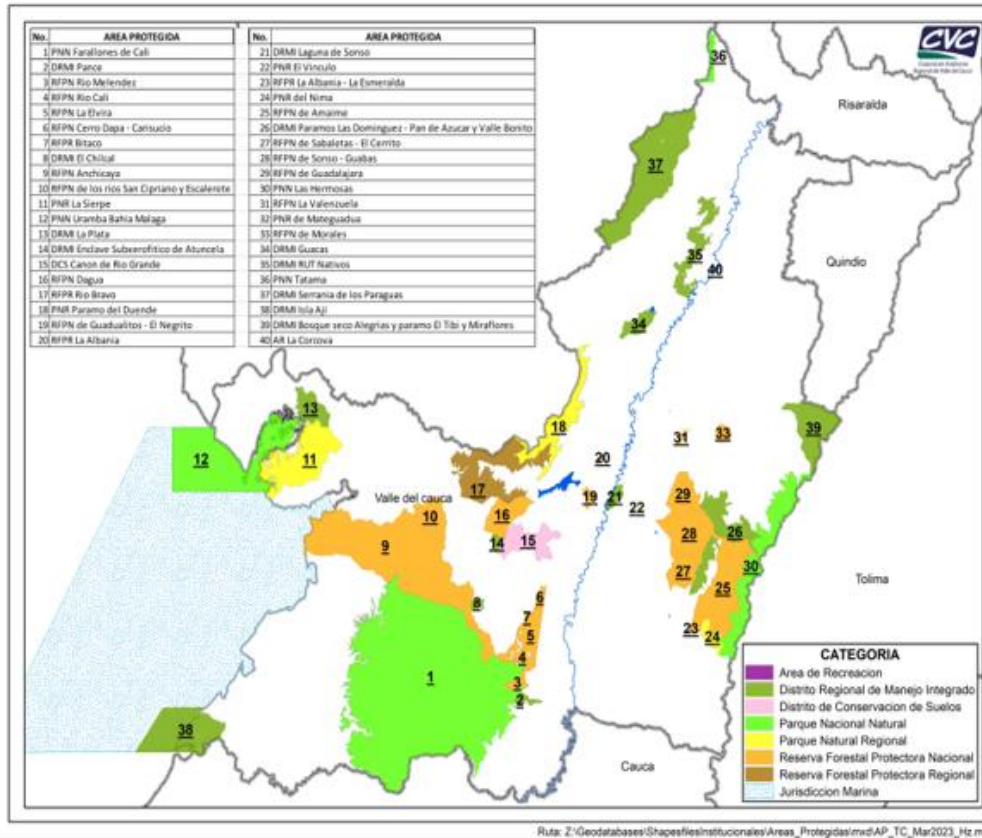 No. AREA PROTEGIDA
1 PNN Farallones de Cali
2 DRMI Pance
3 RFPN Rio Melendez
4 RFPN Rio Cali
5 RFPN La Elvira
6 RFPN Cerro Dapa - Carisucio
7 RFPR Bitaco
8 DRMI El Chilcal
9 RFPN Anchicaya
10 RFPN de los rios San Cipriano y Escalerete
11 PNR La Sierpe
12 PNN Uramba Bahia Malaga
13 DRMI La Plata
14 DRMI Enclave Subxerofitico de Atuncela
15 DCS Canon de Rio Grande
16 RFPN Dagua
17 RFPR Rio Bravo
18 PNR Paramo del Duende
19 RFPN de Guadualitos - El Negrito
20 RFPR La Albania
No. AREA PROTEGIDA
21 DRMI Laguna de Sonso
22 PNR El Vinculo
23 RFPR La Albania - La Esmeralda
24 PNR del Nima
25 RFPN de Amaime
26 DRMI Paramos Las Dominguez - Pan de Azucar y Valle Bonito
27 RFPN de Sabaletas - El Cerrito
28 RFPN de Sonso - Guabas
29 RFPN de Guadalajara
30 PNN Las Hermosas
31 RFPN La Valenzuela
32 PNR de Mateguadua
33 RFPN de Morales
34 DRMI Guacas
35 DRMI RUT Nativos
36 PNN Tatama
37 DRMI Serrania de los Paraguas
38 DRMI Isla Aji
39 DRMI Bosque seco Alegrias y paramo El Tibi y Miraflores
40 AR La Corcova
CVC
36
Risaralda
37
Quindio
35
40
34
13
18
39
12
11
31
33
20
17
Valle del cauca
19
21
29
22
10
16
26
28
9
14
15
30
27
25
Tolima
8
6
7
5
23
24
4
1
3
2
38
Cauca
CATEGORIA
Area de Recreacion
Distrito Regional de Manejo Integrado
Distrito de Conservacion de Suelos
Parque Nacional Natural
Parque Natural Regional
Reserva Forestal Protectora Nacional
Reserva Forestal Protectora Regional
Jurisdiccion Marina
Ruta: Z:\Geodatabases\Shapesfiles\Institucionales\Areas_Protegidas\mxd\AP_TC_Mar2023_Hz.m